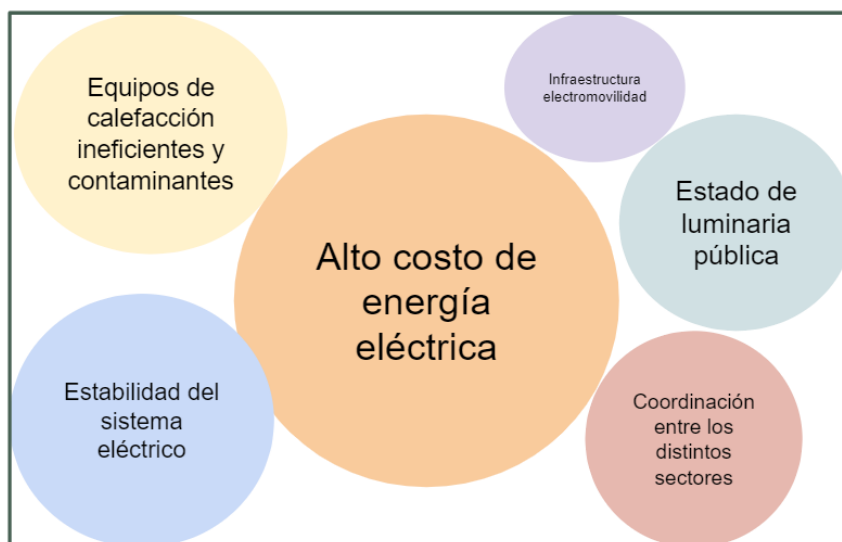 Equipos de
calefacción
ineficientes y
contaminantes
Infraestructura
electromovilidad
Alto costo de
energía
eléctrica
Estado de
luminaria
pública
Estabilidad del
sistema
eléctrico
Coordinación
entre los
distintos
sectores